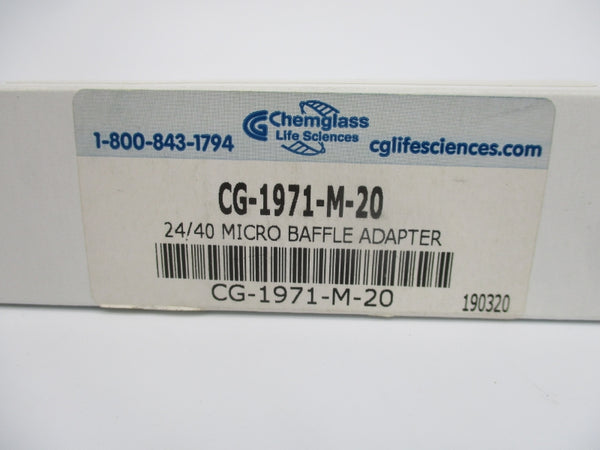 CG Chemglass
Life Sciences
1-800-843-1794
cglifesciences.com
CG-1971-M-20
24/40 MICRO BAFFLE ADAPTER
CG-1971-M-20
190320